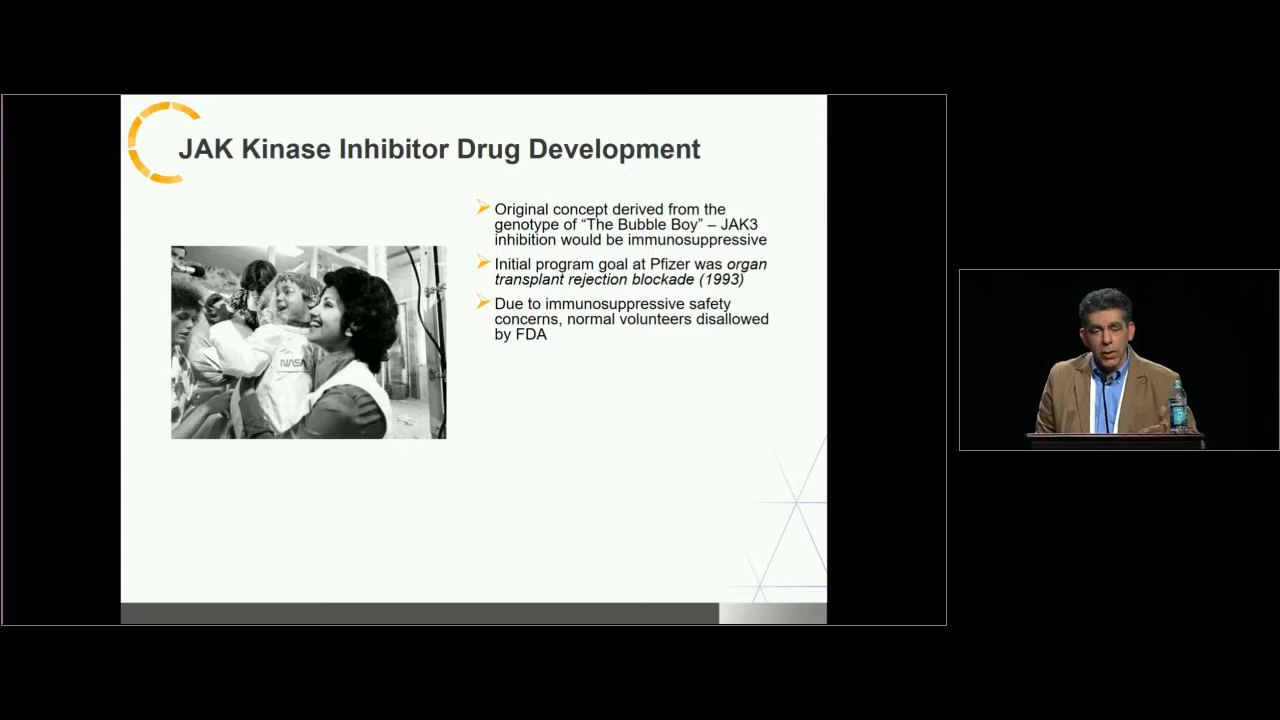 JAK Kinase Inhibitor Drug Development
Original concept derived from the
genotype of “The Bubble Boy” – JAK3
inhibition would be immunosuppressive
Initial program goal at Pfizer was organ
transplant rejection blockade (1993)
Due to immunosuppressive safety
concerns, normal volunteers disallowed
by FDA
NASA